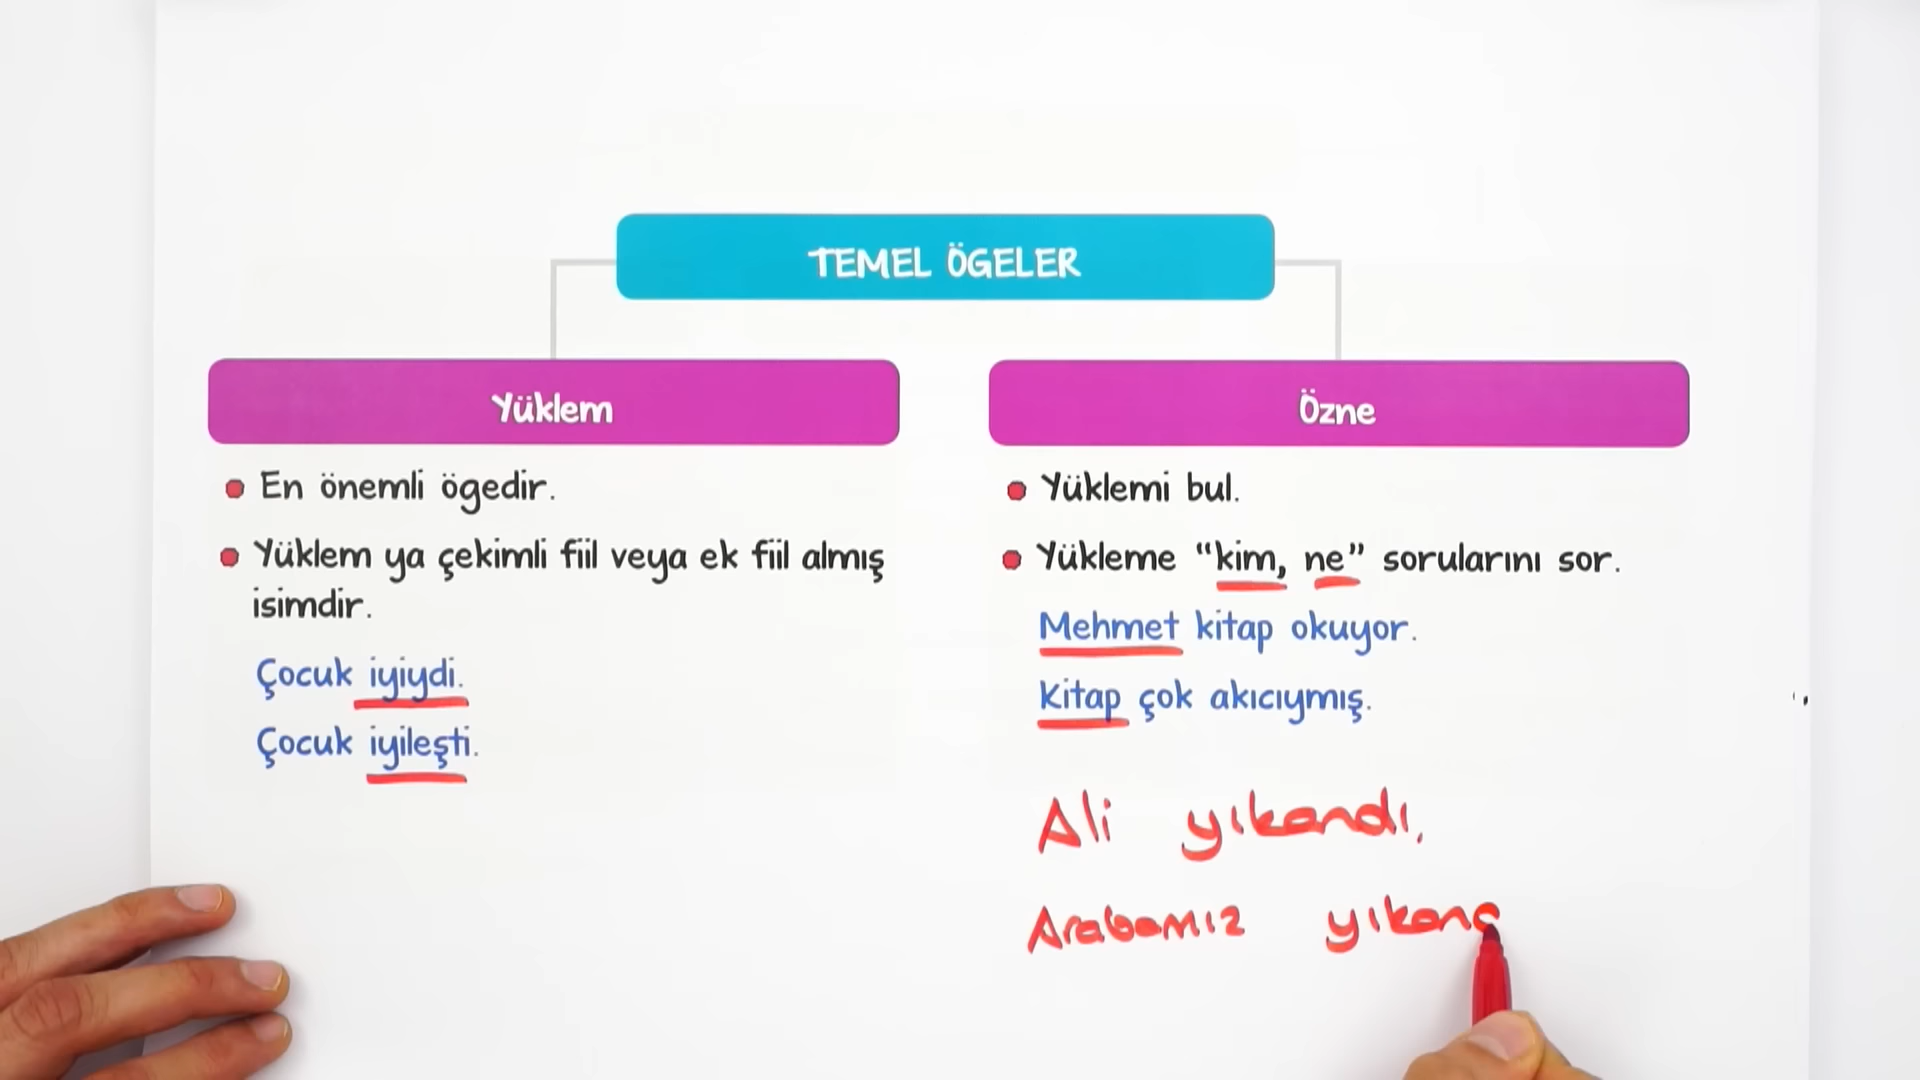 TEMEL ÖGELER
Yüklem
En önemli ögedir.
Yüklem ya çekimli fiil veya ek fiil almış
isimdir.
Çocuk iyiydi.
Çocuk iyileşti.
Özne
Yüklemi bul.
Yükleme “kim, ne” sorularını sor.
Mehmet kitap okuyor.
Kitap çok akıcıymış.
Ali yıkandı.
Arabamız